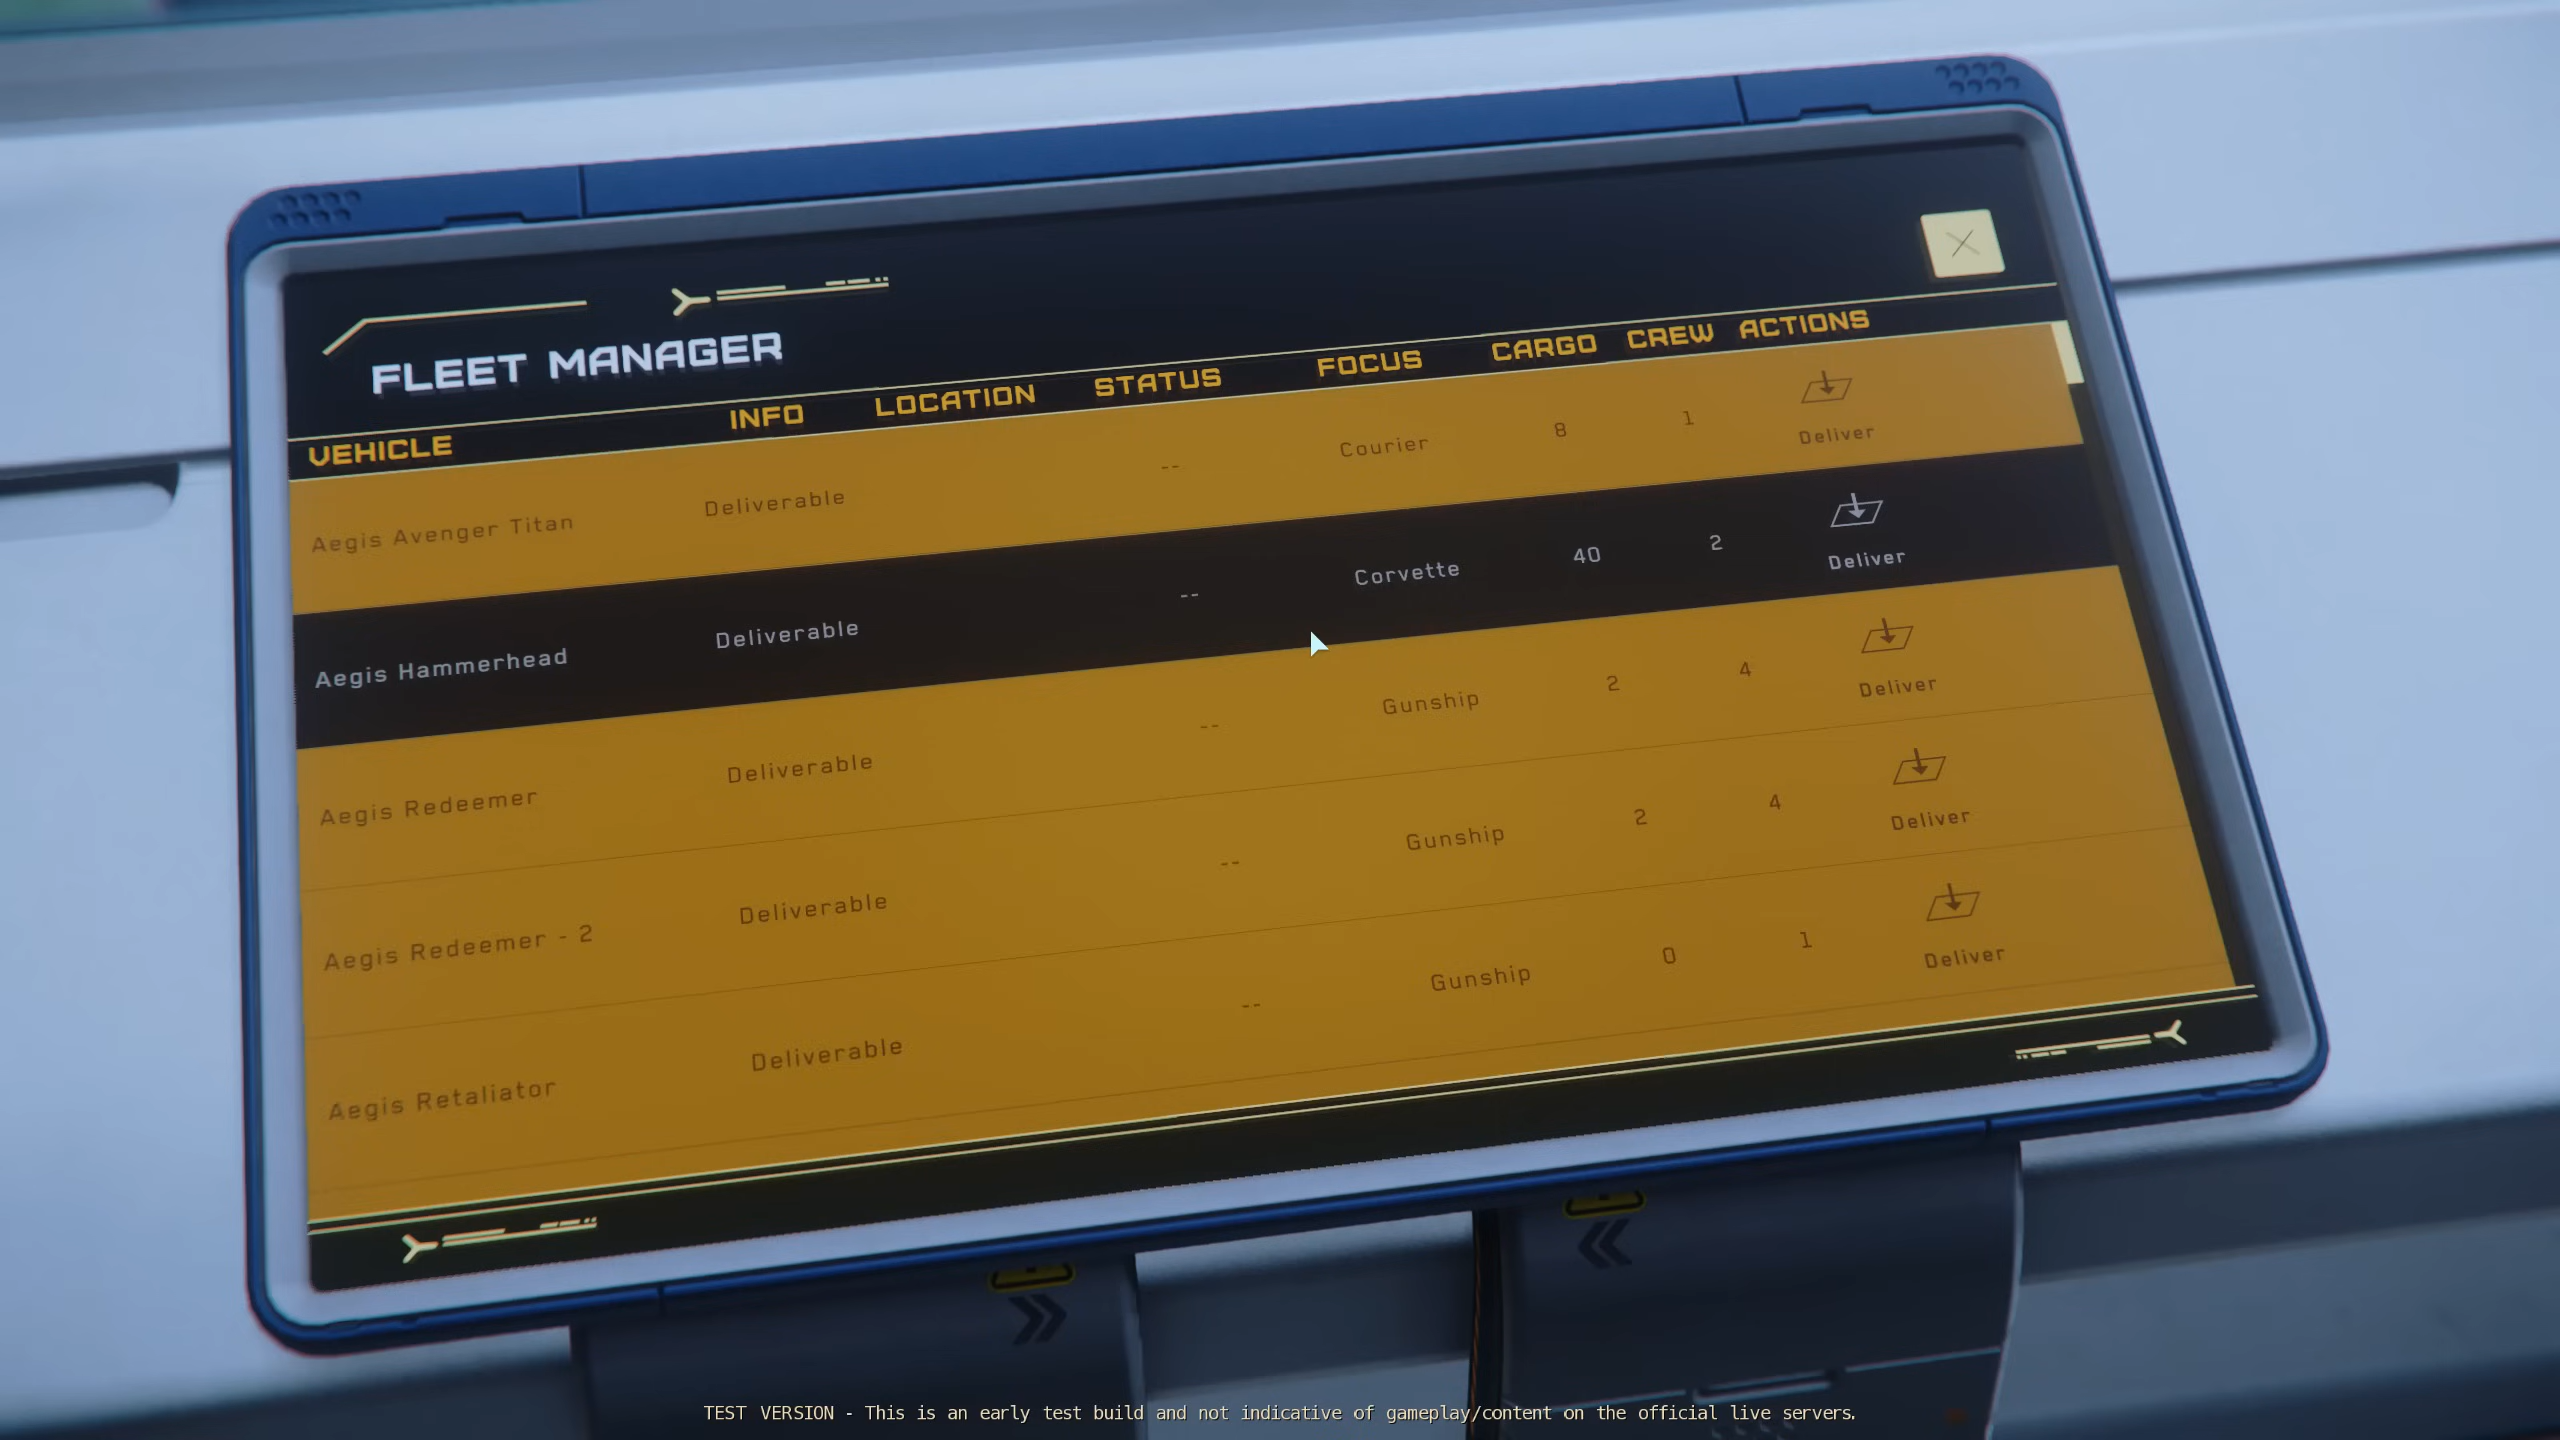 FLEET MANAGER
VEHICLE INFO LOCATION STATUS FOCUS CARGO CREW ACTIONS
Aegis Avenger Titan Deliverable -- Courier 8 1 Deliver
Aegis Hammerhead Deliverable -- Corvette 40 2 Deliver
Aegis Redeemer Deliverable -- Gunship 2 4 Deliver
Aegis Redeemer - 2 Deliverable -- Gunship 2 4 Deliver
Aegis Retaliator Deliverable -- Gunship 0 1 Deliver
TEST VERSION - This is an early test build and not indicative of gameplay/content on the official live servers.